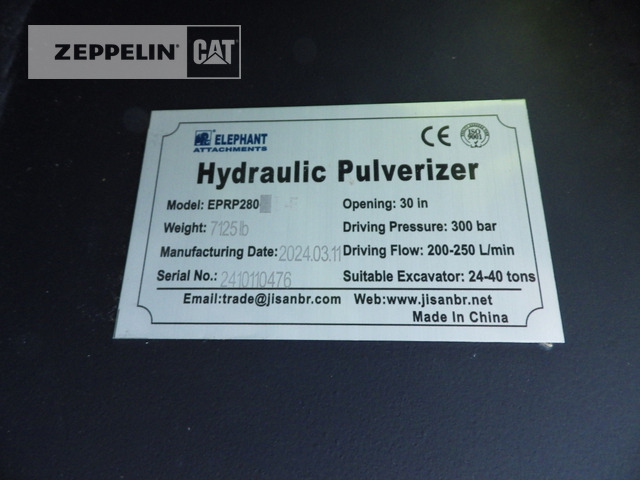 ZEPPELIN CAT
ELEPHANT
ATTACHMENTS
CE ISO 9001
Hydraulic Pulverizer
Model: EPRP280 Opening: 30 in
Weight: 7125 lb Driving Pressure: 300 bar
Manufacturing Date: 2024.03.11 Driving Flow: 200-250 L/min
Serial No.: 2410110476 Suitable Excavator: 24-40 tons
Email:trade@jisanbr.com Web:www.jisanbr.net
Made In China